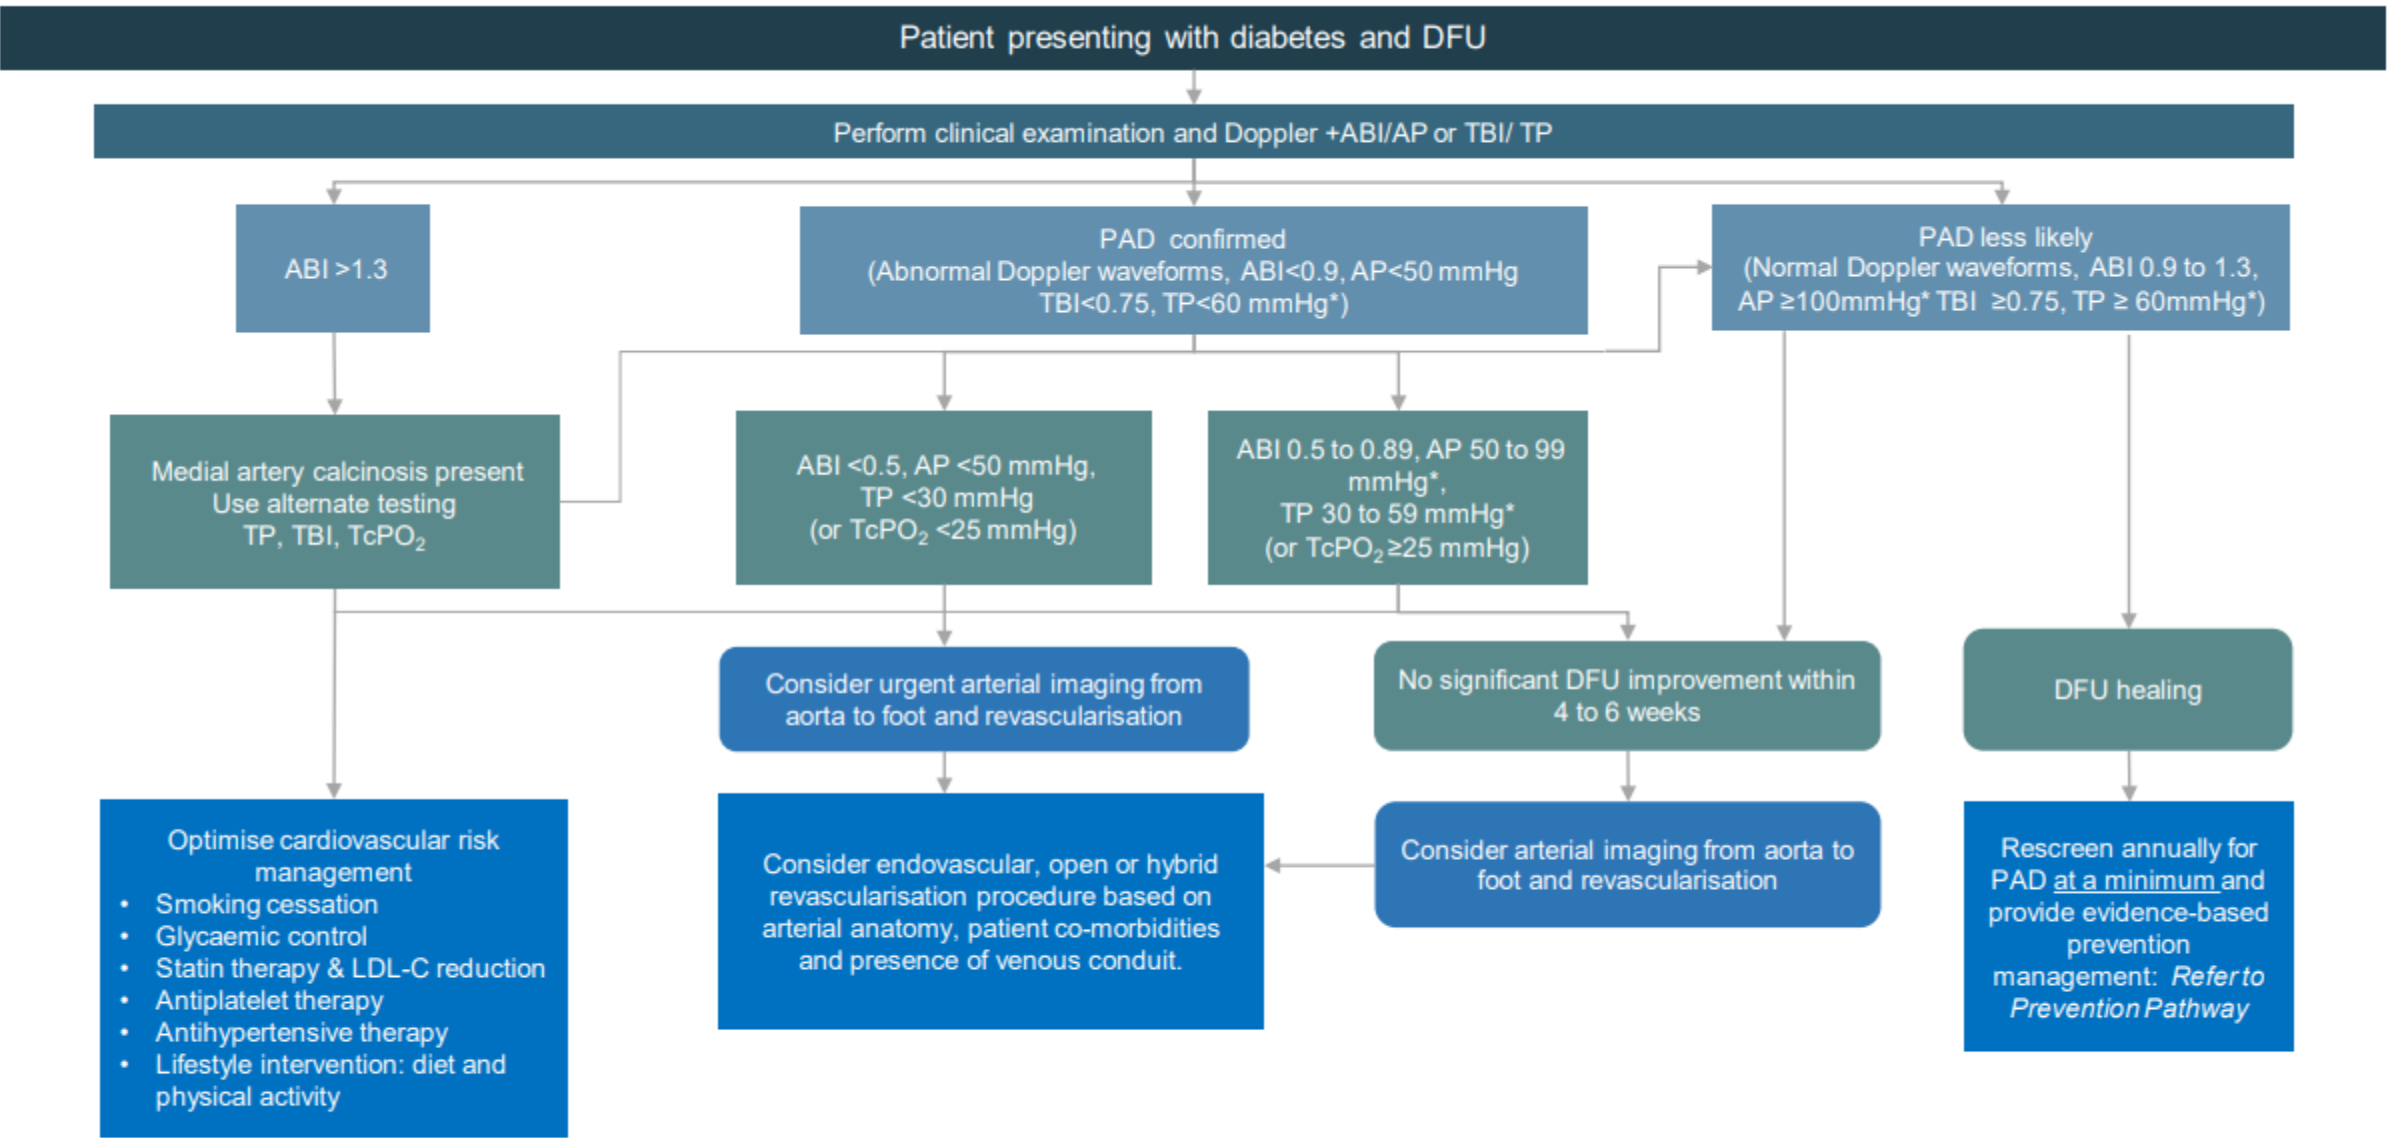 Patient presenting with diabetes and DFU
Perform clinical examination and Doppler +ABI/AP or TBI/ TP
ABI >1.3
PAD confirmed
(Abnormal Doppler waveforms, ABI<0.9, AP<50 mmHg
TBI<0.75, TP<60 mmHg*)
PAD less likely
(Normal Doppler waveforms, ABI 0.9 to 1.3,
AP ≥100mmHg* TBI ≥0.75, TP ≥ 60mmHg*)
Medial artery calcinosis present
Use alternate testing
TP, TBI, TcPO₂
ABI <0.5, AP <50 mmHg,
TP <30 mmHg
(or TcPO₂ <25 mmHg)
ABI 0.5 to 0.89, AP 50 to 99
mmHg*,
TP 30 to 59 mmHg*
(or TcPO₂ ≥25 mmHg)
Consider urgent arterial imaging from
aorta to foot and revascularisation
No significant DFU improvement within
4 to 6 weeks
DFU healing
Optimise cardiovascular risk
management
• Smoking cessation
• Glycaemic control
• Statin therapy & LDL-C reduction
• Antiplatelet therapy
• Antihypertensive therapy
• Lifestyle intervention: diet and
physical activity
Consider endovascular, open or hybrid
revascularisation procedure based on
arterial anatomy, patient co-morbidities
and presence of venous conduit.
Consider arterial imaging from aorta to
foot and revascularisation
Rescreen annually for
PAD at a minimum and
provide evidence-based
prevention
management: Refer to
Prevention Pathway